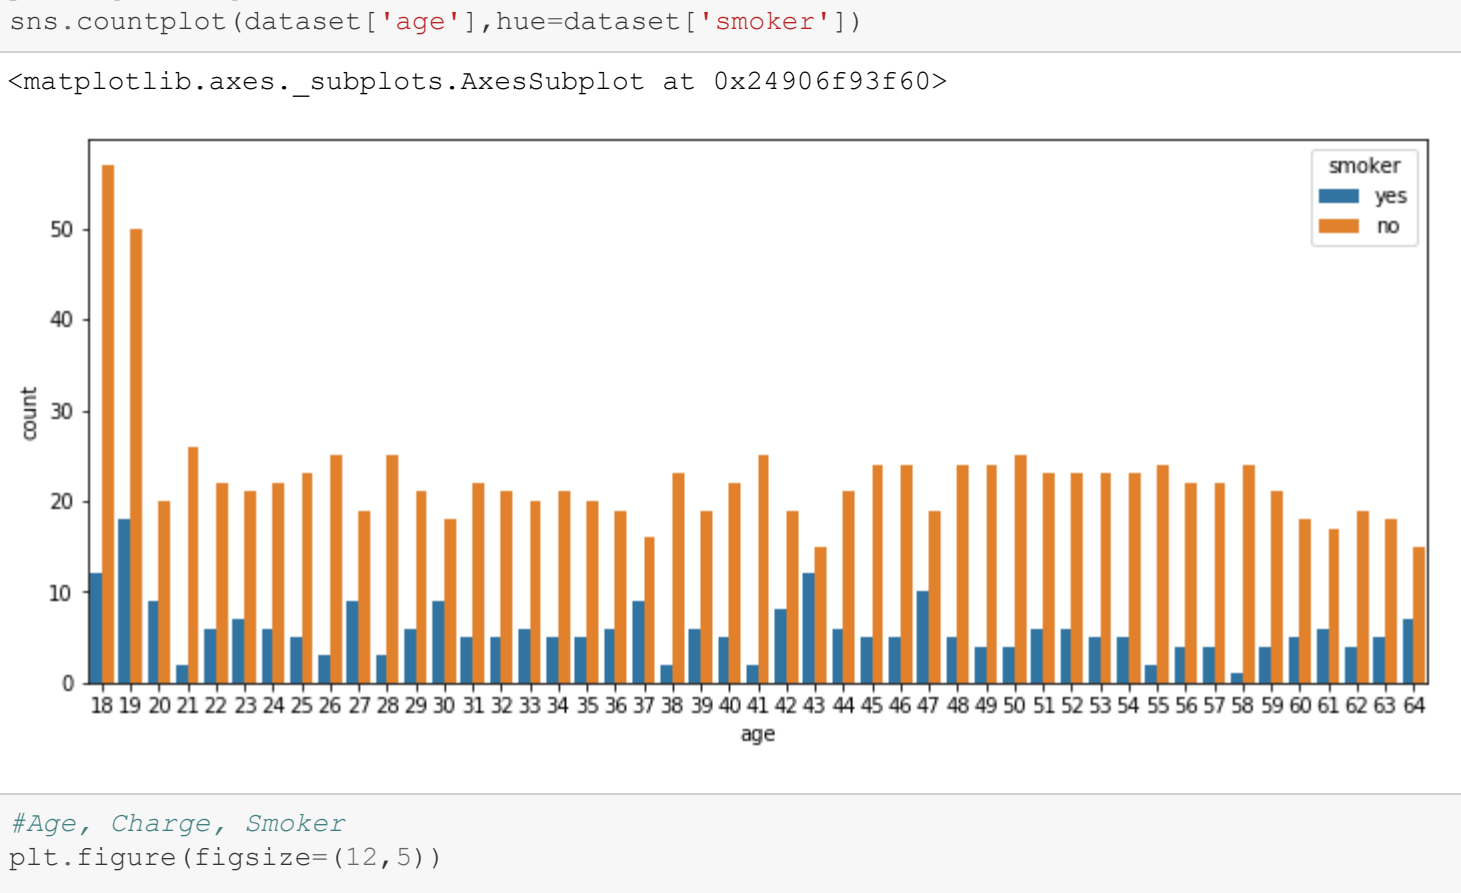 sns.countplot(dataset['age'],hue=dataset['smoker'])
<matplotlib.axes._subplots.AxesSubplot at 0x24906f93f60>
smoker
yes
no
50
40
30
20
10
0
count
18 19 20 21 22 23 24 25 26 27 28 29 30 31 32 33 34 35 36 37 38 39 40 41 42 43 44 45 46 47 48 49 50 51 52 53 54 55 56 57 58 59 60 61 62 63 64
age
#Age, Charge, Smoker
plt.figure(figsize=(12,5))